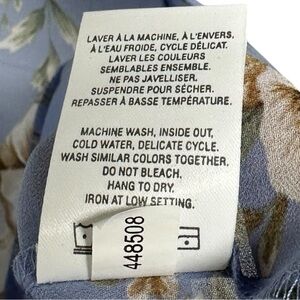 LAVER À LA MACHINE, À L'ENVERS,
À L'EAU FROIDE, CYCLE DÉLICAT.
LAVER LES COULEURS
SEMBLABLES ENSEMBLE.
NE PAS JAVELLISER.
SUSPENDRE POUR SÉCHER.
REPASSER À BASSE TEMPÉRATURE.
MACHINE WASH, INSIDE OUT,
COLD WATER, DELICATE CYCLE.
WASH SIMILAR COLORS TOGETHER.
DO NOT BLEACH.
HANG TO DRY.
IRON AT LOW SETTING.
448508